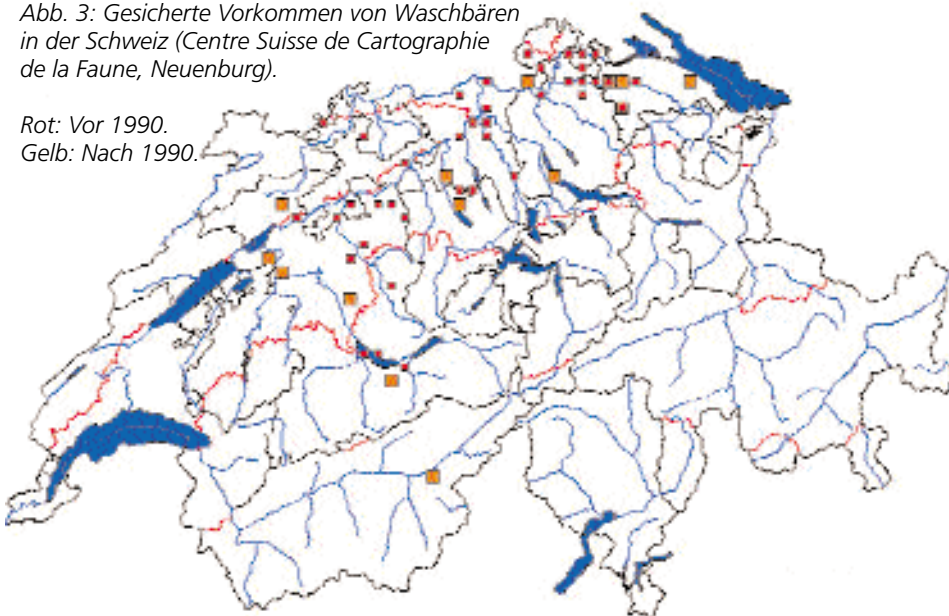 Abb. 3: Gesicherte Vorkommen von Waschbären
in der Schweiz (Centre Suisse de Cartographie
de la Faune, Neuenburg).
Rot: Vor 1990.
Gelb: Nach 1990.